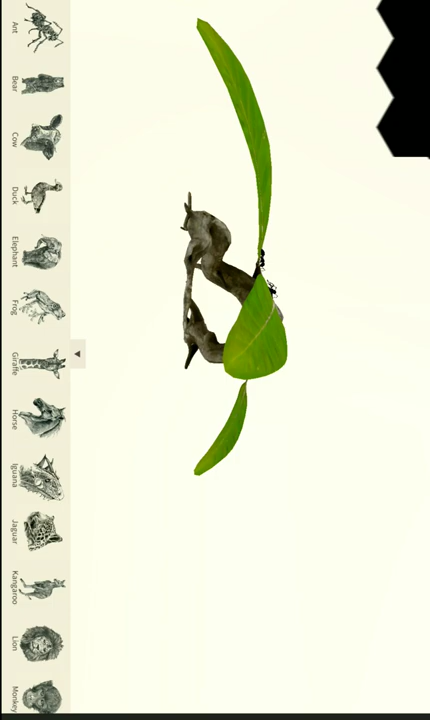 Ant
Bear
Cow
Duck
Elephant
Frog
Giraffe
Horse
Iguana
Jaguar
Kangaroo
Lion
Monkey